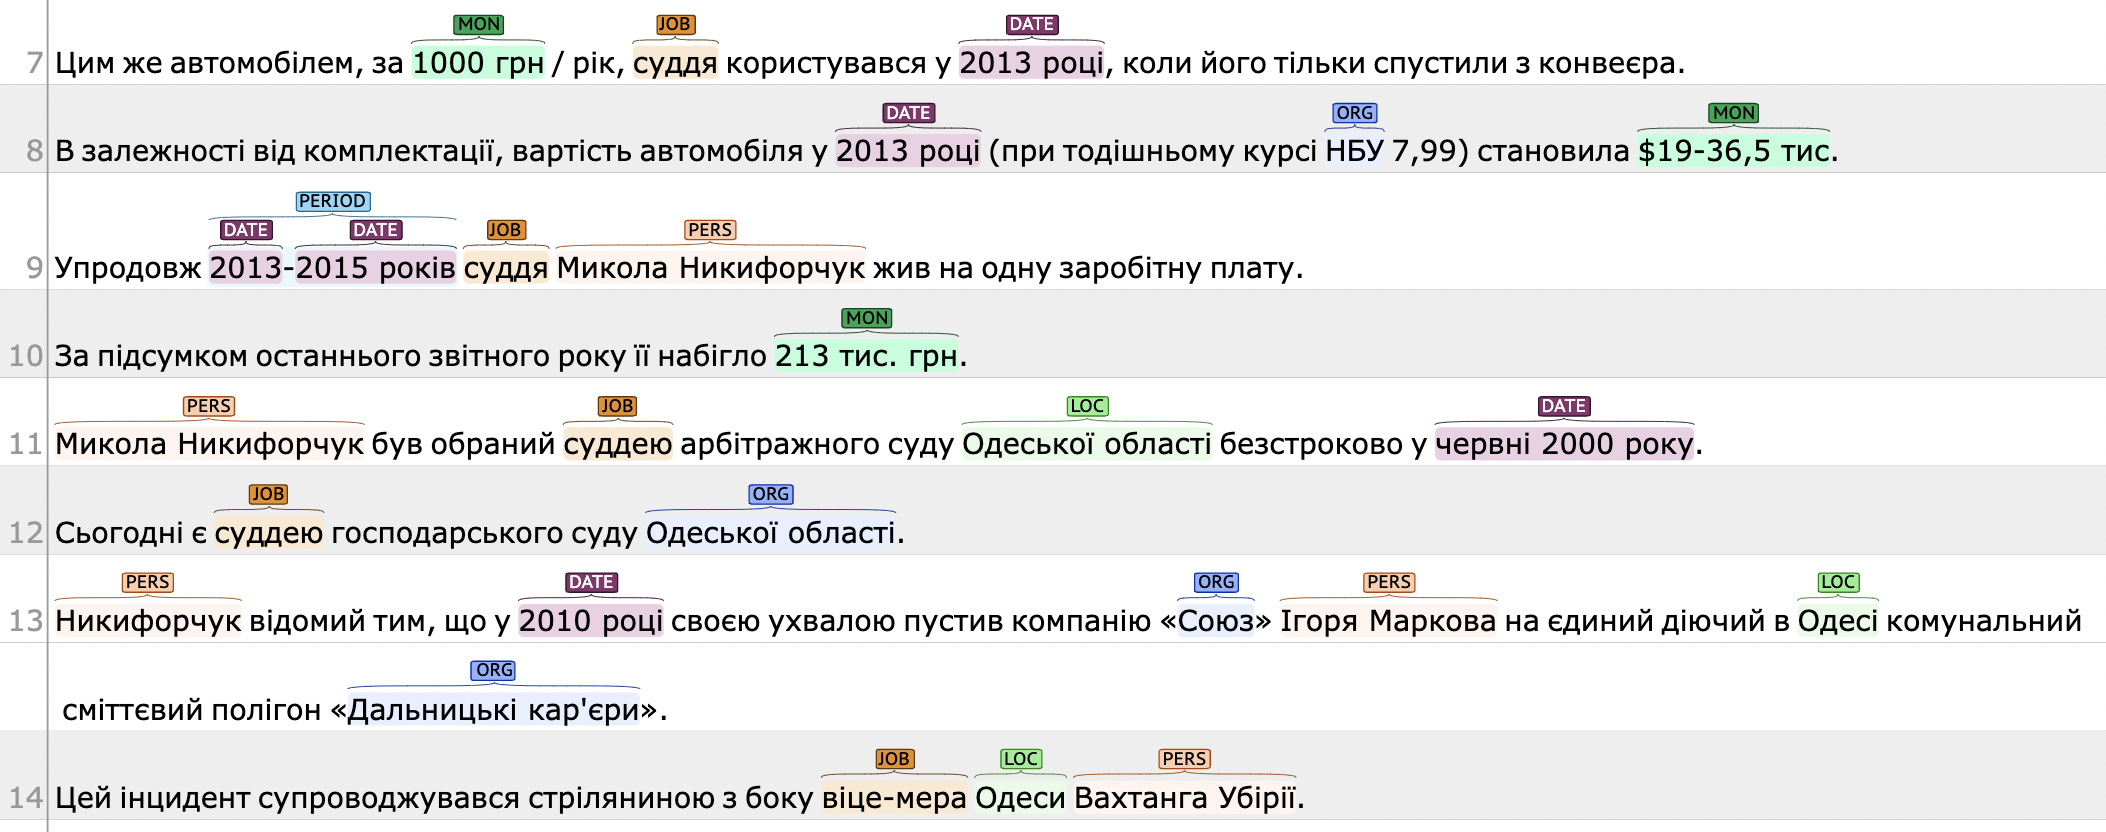 MON JOB DATE
7 Цим же автомобілем, за 1000 грн / рік, суддя користувався у 2013 році, коли його тільки спустили з конвеєра.
DATE ORG MON
8 В залежності від комплектації, вартість автомобіля у 2013 році (при тодішньому курсі НБУ 7,99) становила $19-36,5 тис.
PERIOD
DATE DATE JOB PERS
9 Упродовж 2013-2015 років суддя Микола Никифорчук жив на одну заробітну плату.
MON
10 За підсумком останнього звітного року її набігло 213 тис. грн.
PERS JOB LOC DATE
11 Микола Никифорчук був обраний суддею арбітражного суду Одеської області безстроково у червні 2000 року.
JOB ORG
12 Сьогодні є суддею господарського суду Одеської області.
PERS DATE ORG PERS LOC
13 Никифорчук відомий тим, що у 2010 році своєю ухвалою пустив компанію «Союз» Ігоря Маркова на єдиний діючий в Одесі комунальний
ORG
сміттєвий полігон «Дальницькі кар'єри».
JOB LOC PERS
14 Цей інцидент супроводжувався стріляниною з боку віце-мера Одеси Вахтанга Убірії.